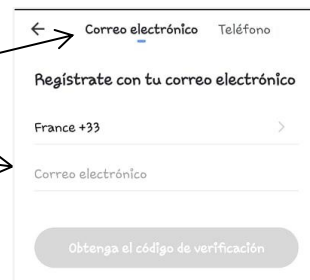 Correo electrónico Teléfono
Regístrate con tu correo electrónico
France +33
Correo electrónico
Obtenga el código de verificación